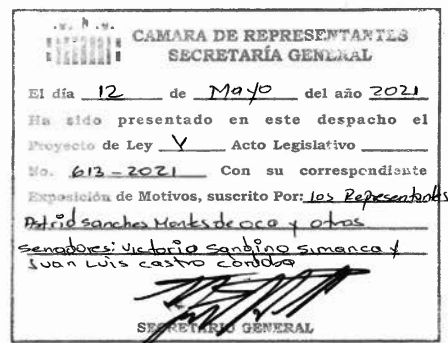 CAMARA DE REPRESENTANTES
SECRETARÍA GENERAL
El día 12 de Mayo del año 2021
Ha sido presentado en este despacho el
Proyecto de Ley Y Acto Legislativo
No. 613-2021 Con su correspondiente
Exposición de Motivos, suscrito Por: los Representantes
Astrid sanches Montes de oca y otros
senadores: Victoria Sandino Simanca y
Juan Luis castro cordoba
SECRETARIO GENERAL